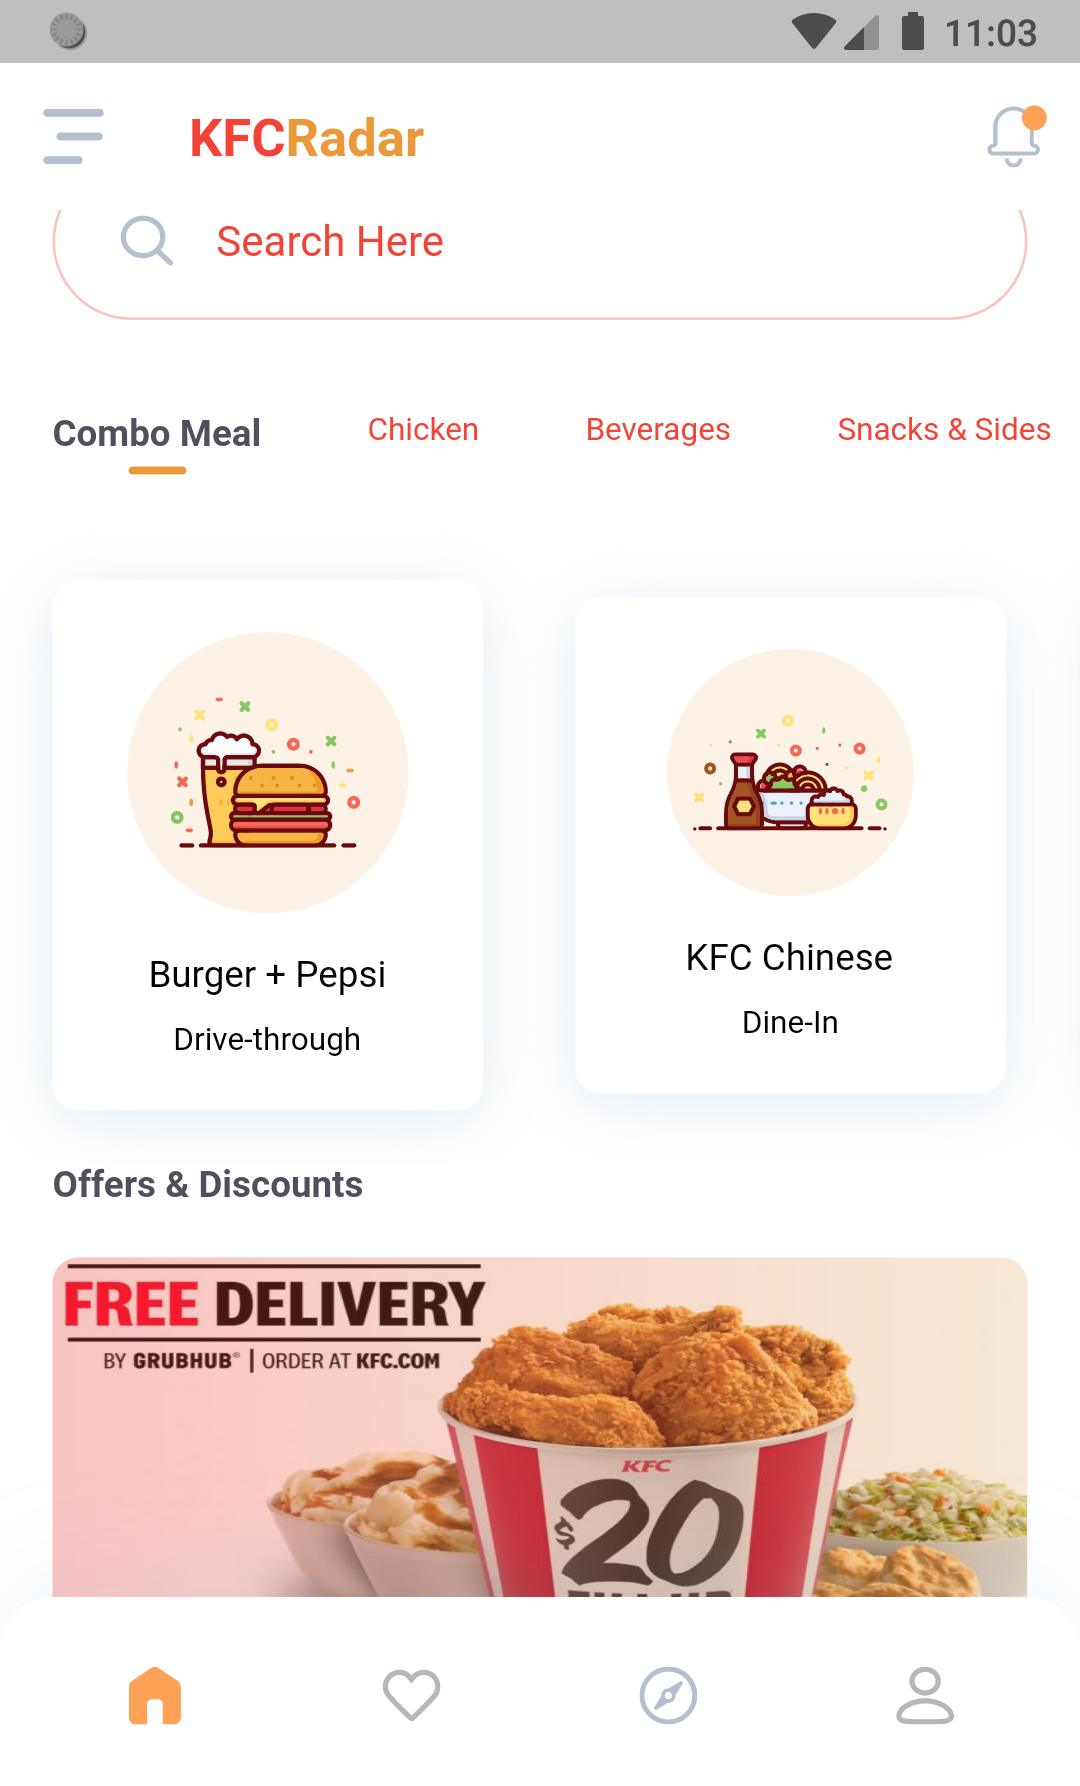 11:03
KFCRadar
Search Here
Combo Meal Chicken Beverages Snacks & Sides
Burger + Pepsi
Drive-through
KFC Chinese
Dine-In
Offers & Discounts
FREE DELIVERY
BY GRUBHUB® | ORDER AT KFC.COM
KFC
$20